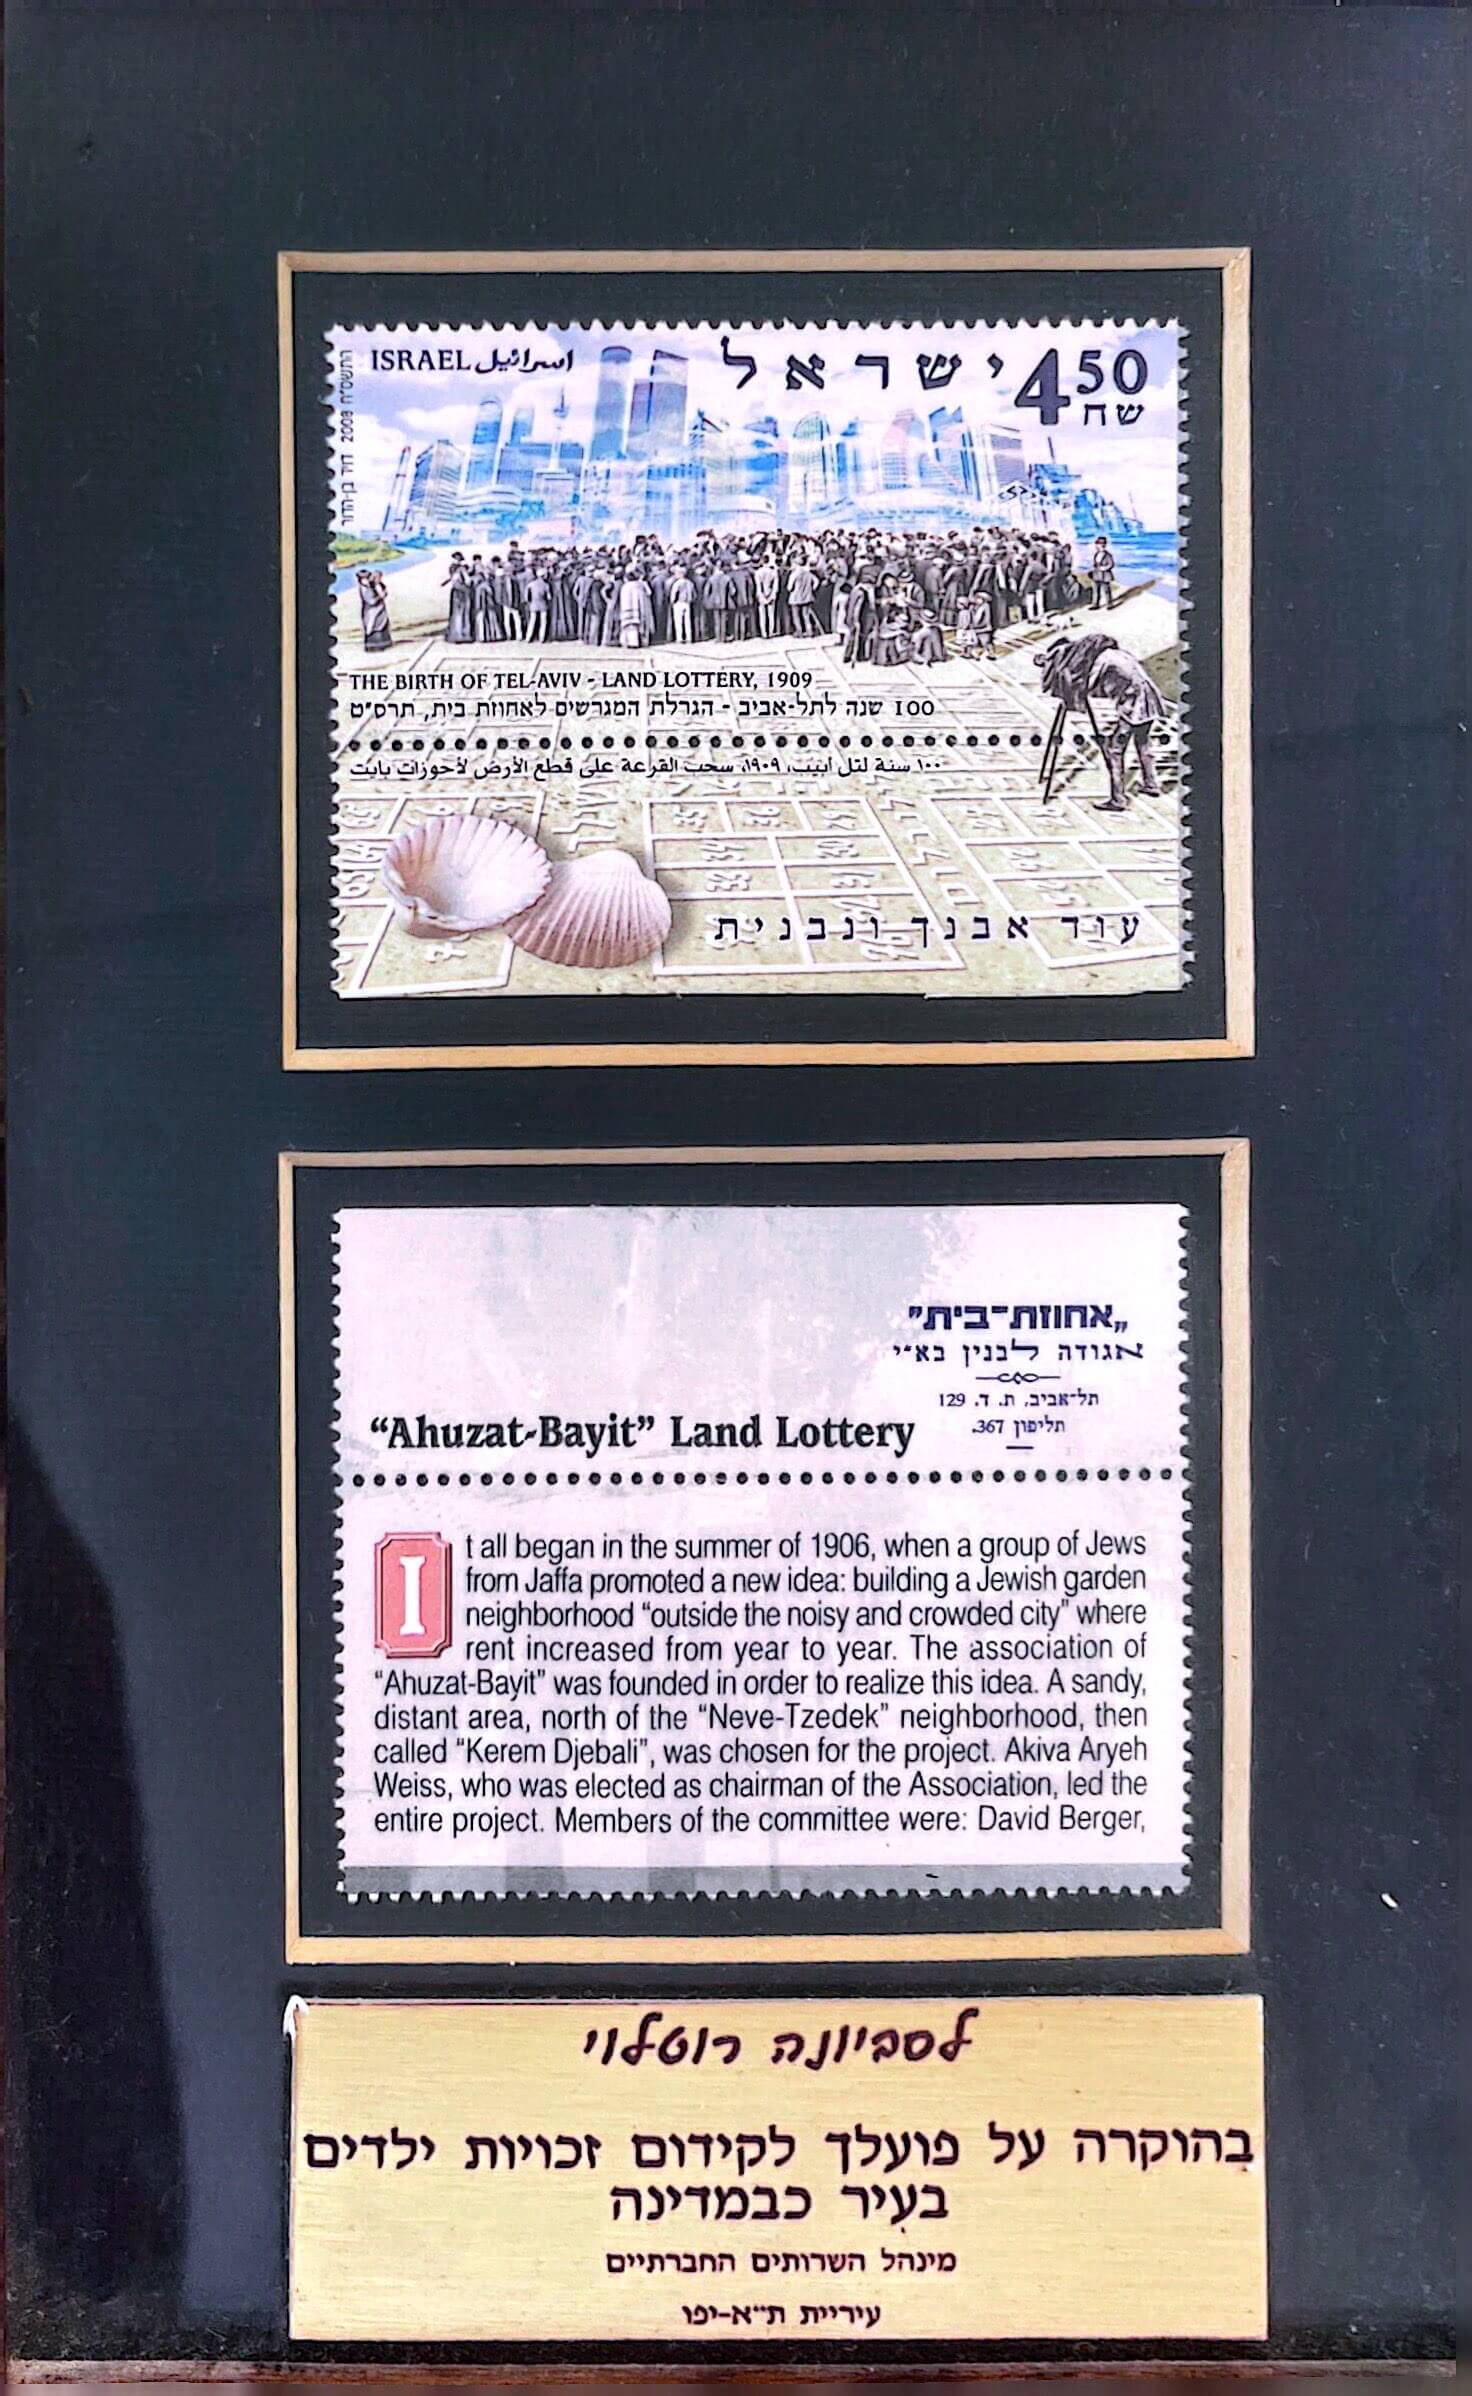 ISRAEL اسرائيل
ישראל
4.50
שח
התשס"ח 2008 דוד בן-הדור
THE BIRTH OF TEL-AVIV - LAND LOTTERY, 1909
100 שנה לתל-אביב - הגרלת המגרשים לאחוזת בית, תרס"ט
١٠٠ سنة لتل أبيب، ١٩٠٩، سحب القرعة على قطع الأرض لأحوزات بايت
עוד אבנך ונבנית
„אחוזת־בית"
אגודה לבנין בא״י
תל־אביב, ת. ד. 129
תליפון 367.
“Ahuzat-Bayit” Land Lottery
It all began in the summer of 1906, when a group of Jews
from Jaffa promoted a new idea: building a Jewish garden
neighborhood “outside the noisy and crowded city” where
rent increased from year to year. The association of
“Ahuzat-Bayit” was founded in order to realize this idea. A sandy,
distant area, north of the “Neve-Tzedek” neighborhood, then
called “Kerem Djebali”, was chosen for the project. Akiva Aryeh
Weiss, who was elected as chairman of the Association, led the
entire project. Members of the committee were: David Berger,
לסביונה רוטלוי
בהוקרה על פועלך לקידום זכויות ילדים
בעיר כבמדינה
מינהל השרותים החברתיים
עיריית ת״א-יפו